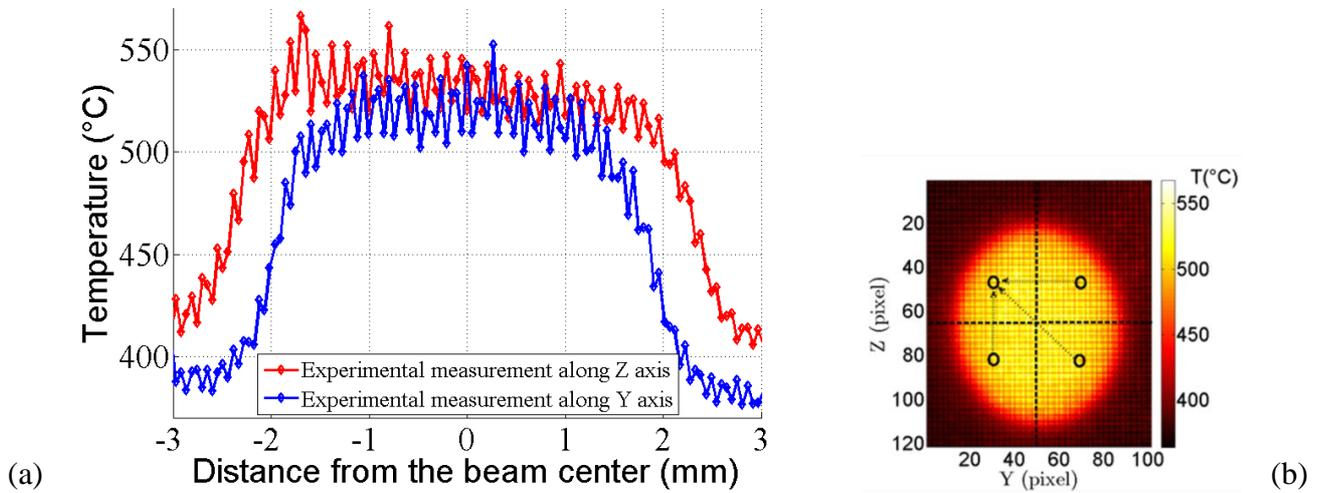 550
500
450
400
Temperature (°C)
Experimental measurement along Z axis
Experimental measurement along Y axis
-3 -2 -1 0 1 2 3
Distance from the beam center (mm)
(a)
T(°C)
20
40
60
80
100
120
Z (pixel)
550
500
450
400
20 40 60 80 100
Y (pixel)
(b)